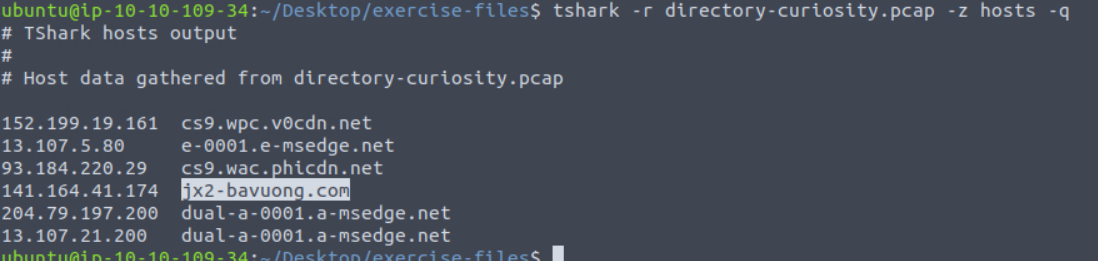 ubuntu@ip-10-10-109-34:~/Desktop/exercise-files$ tshark -r directory-curiosity.pcap -z hosts -q
# TShark hosts output
#
# Host data gathered from directory-curiosity.pcap
152.199.19.161 cs9.wpc.v0cdn.net
13.107.5.80 e-0001.e-msedge.net
93.184.220.29 cs9.wac.phicdn.net
141.164.41.174 jx2-bavuong.com
204.79.197.200 dual-a-0001.a-msedge.net
13.107.21.200 dual-a-0001.a-msedge.net
ubuntu@ip-10-10-109-34:~/Desktop/exercise-files$